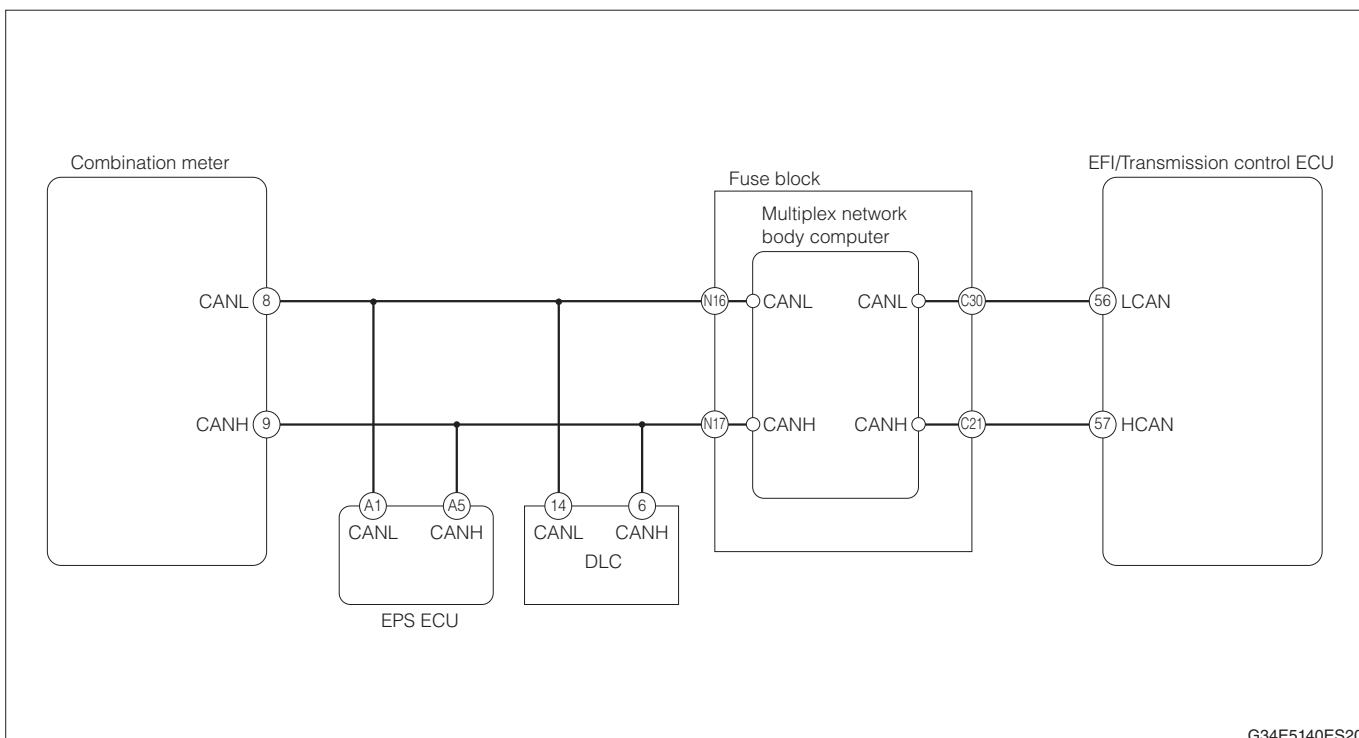 Combination meter
EFI/Transmission control ECU
Fuse block
Multiplex network
body computer
CANL 8
N16 CANL
CANL C30
56 LCAN
CANH 9
N17 CANH
CANH C21
57 HCAN
A1 A5
CANL CANH
EPS ECU
14 6
CANL CANH
DLC
G34E5140ES20